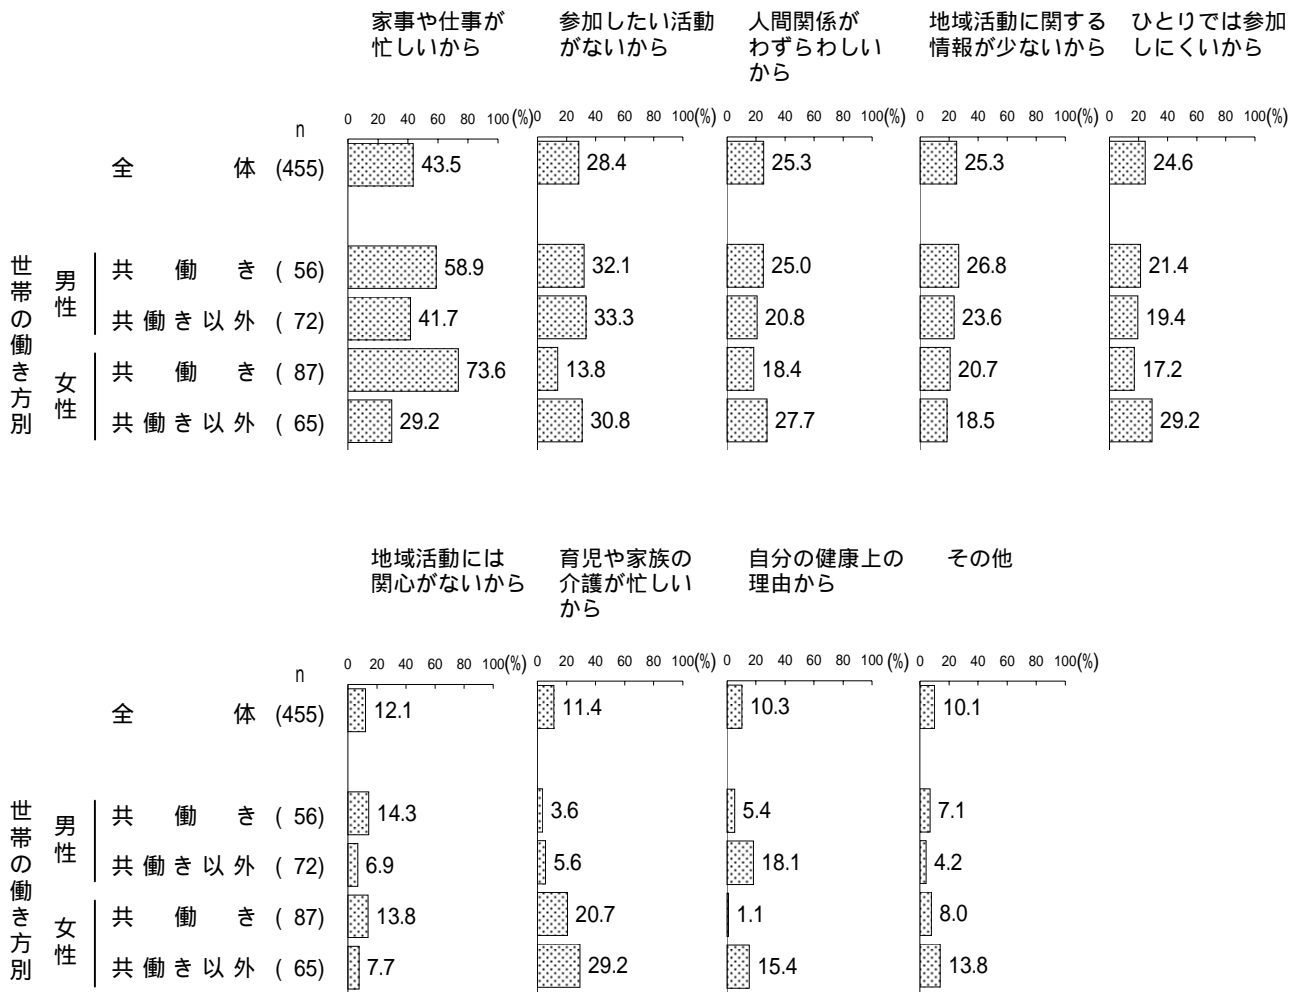 家事や仕事が 参加したい活動 人間関係が 地域活動に関する ひとりでは参加
忙しいから がないから わずらわしい 情報が少ないから しにくいから
から
n 0 20 40 60 80 100(%) 0 20 40 60 80 100(%) 0 20 40 60 80 100(%) 0 20 40 60 80 100(%) 0 20 40 60 80 100(%)
全体 (455) 43.5 28.4 25.3 25.3 24.6
世帯の働き方別
男性
共働き ( 56) 58.9 32.1 25.0 26.8 21.4
共働き以外 ( 72) 41.7 33.3 20.8 23.6 19.4
女性
共働き ( 87) 73.6 13.8 18.4 20.7 17.2
共働き以外 ( 65) 29.2 30.8 27.7 18.5 29.2
地域活動には 育児や家族の 自分の健康上の その他
関心がないから 介護が忙しい 理由から
から
n 0 20 40 60 80 100(%) 0 20 40 60 80 100(%) 0 20 40 60 80 100(%) 0 20 40 60 80 100(%)
全体 (455) 12.1 11.4 10.3 10.1
世帯の働き方別
男性
共働き ( 56) 14.3 3.6 5.4 7.1
共働き以外 ( 72) 6.9 5.6 18.1 4.2
女性
共働き ( 87) 13.8 20.7 1.1 8.0
共働き以外 ( 65) 7.7 29.2 15.4 13.8